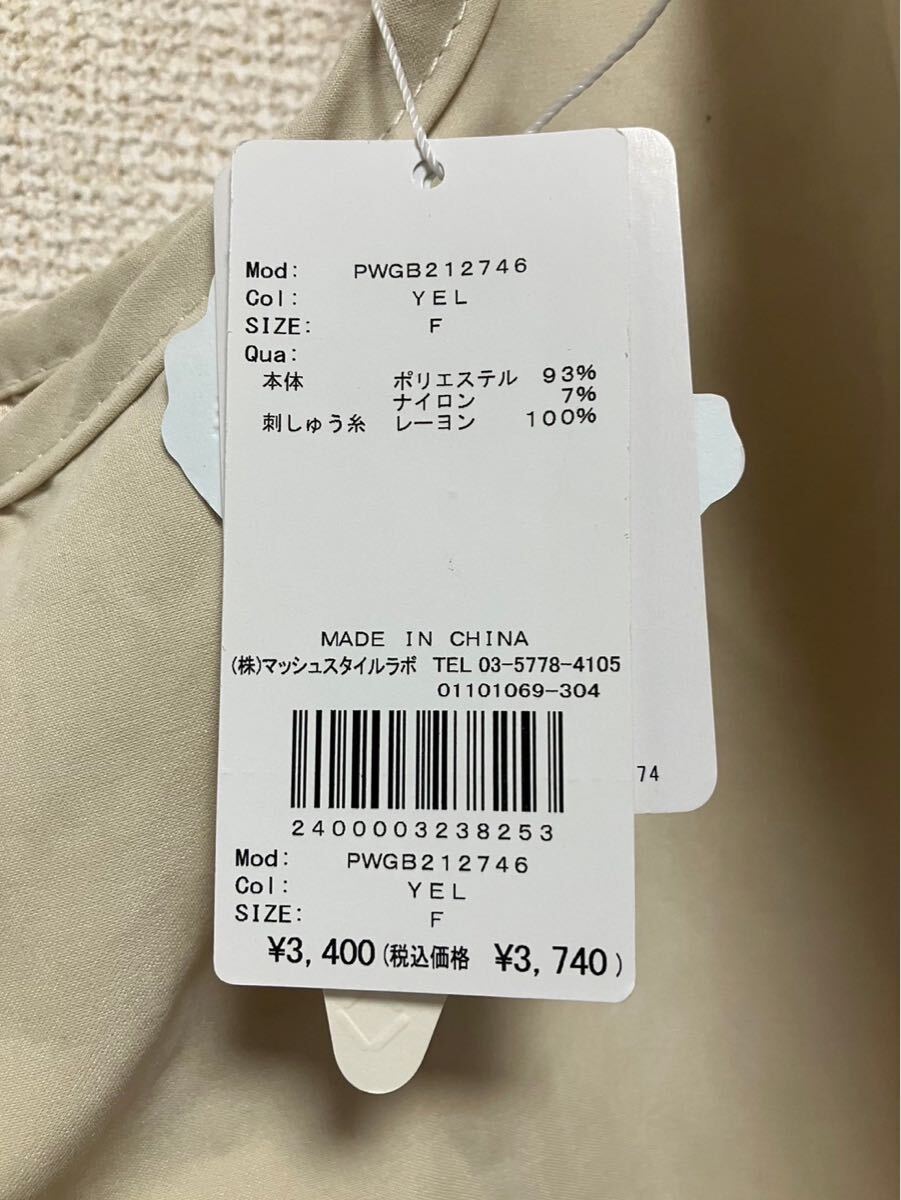 Mod: PWGB212746
Col: YEL
SIZE: F
Qua:
本体 ポリエステル 93%
ナイロン 7%
刺しゅう糸 レーヨン 100%
MADE IN CHINA
(株)マッシュスタイルラボ TEL 03-5778-4105
01101069-304
74
2400003238253
Mod: PWGB212746
Col: YEL
SIZE: F
¥3,400(税込価格 ¥3,740)